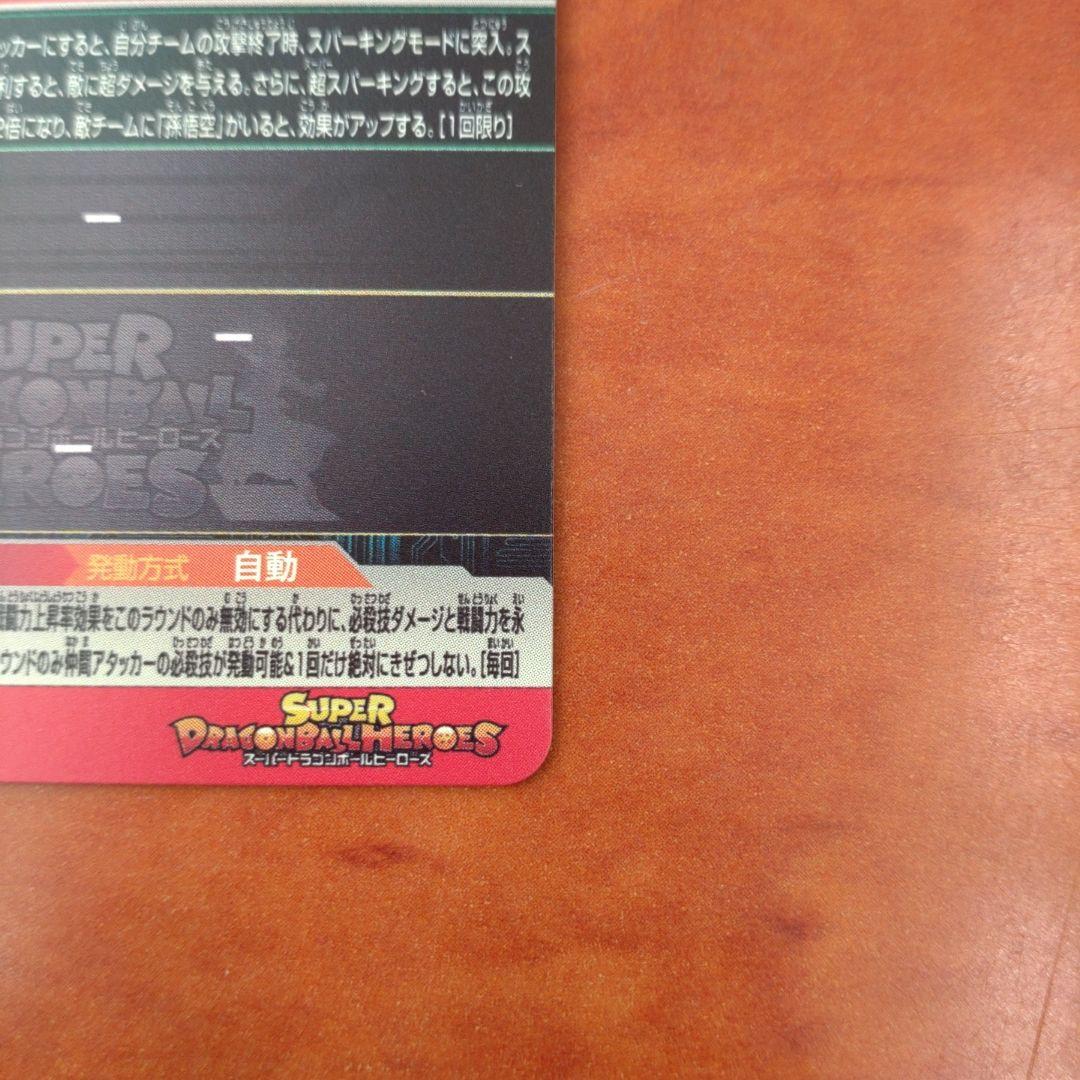 ッカーにすると、自分チームの攻撃終了時、スパーキングモードに突入。ス
すると、敵に超ダメージを与える。さらに、超スパーキングすると、この攻
2倍になり、敵チームに「孫悟空」がいると、効果がアップする。[1回限り]
SUPER
DRAGONBALL
ドラゴンボールヒーローズ
HEROES
発動方式 自動
戦闘力上昇率効果をこのラウンドのみ無効にする代わりに、必殺技ダメージと戦闘力を永
ウンドのみ仲間アタッカーの必殺技が発動可能&1回だけ絶対にきぜつしない。[毎回]
SUPER
DRAGONBALL HEROES
スーパードラゴンボールヒーローズ